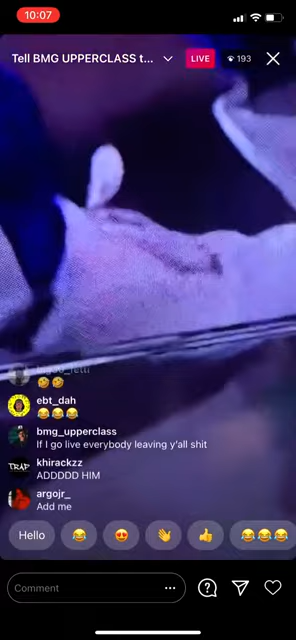 10:07
Tell BMG UPPERCLASS t...
LIVE
193
ebt_dah
bmg_upperclass
If I go live everybody leaving y'all shit
TRAP
khirackzz
ADDDDD HIM
argojr_
Add me
Hello
Comment